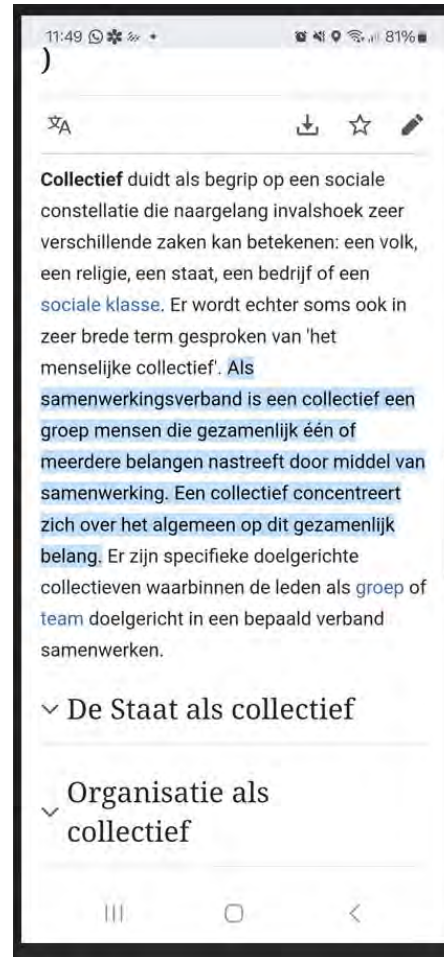 11:49
81%
)
Collectief duidt als begrip op een sociale
constellatie die naargelang invalshoek zeer
verschillende zaken kan betekenen: een volk,
een religie, een staat, een bedrijf of een
sociale klasse. Er wordt echter soms ook in
zeer brede term gesproken van 'het
menselijke collectief'. Als
samenwerkingsverband is een collectief een
groep mensen die gezamenlijk één of
meerdere belangen nastreeft door middel van
samenwerking. Een collectief concentreert
zich over het algemeen op dit gezamenlijk
belang. Er zijn specifieke doelgerichte
collectieven waarbinnen de leden als groep of
team doelgericht in een bepaald verband
samenwerken.
De Staat als collectief
Organisatie als
collectief